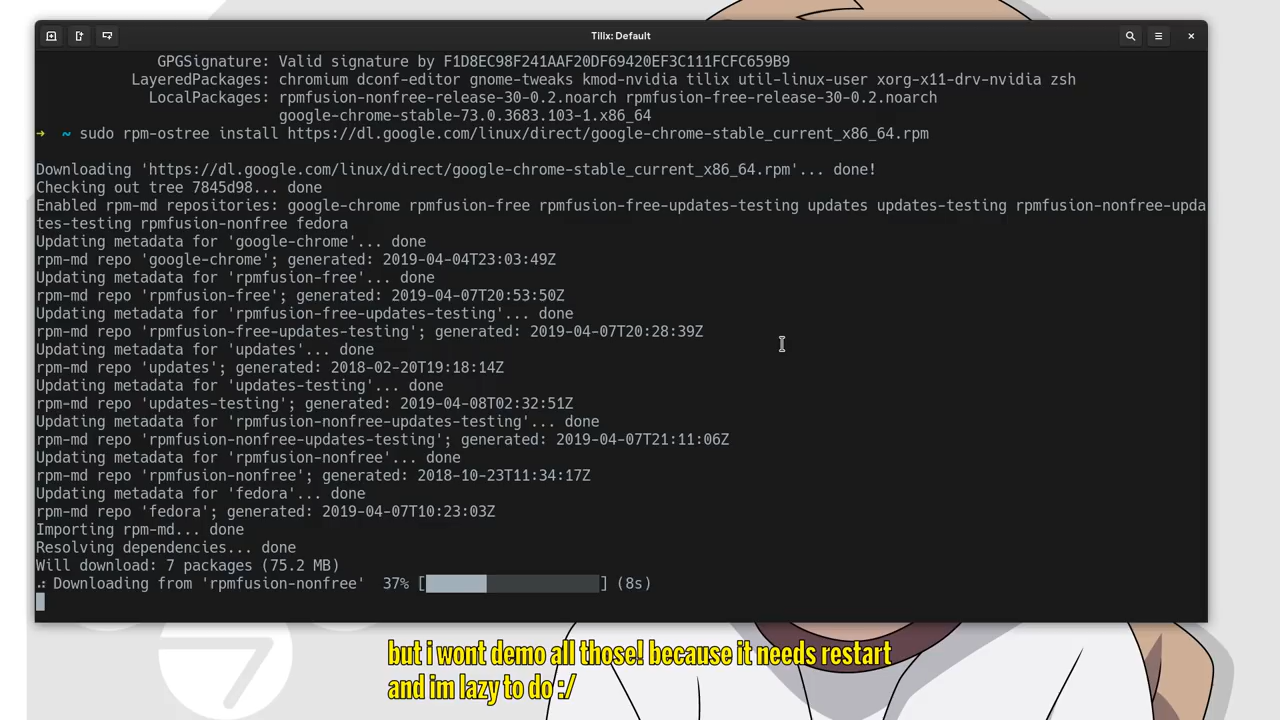 Tilix: Default
GPGSignature: Valid signature by F1D8EC98F241AAF20DF69420EF3C111FCFC659B9
LayeredPackages: chromium dconf-editor gnome-tweaks kmod-nvidia tilix util-linux-user xorg-x11-drv-nvidia zsh
LocalPackages: rpmfusion-nonfree-release-30-0.2.noarch rpmfusion-free-release-30-0.2.noarch
google-chrome-stable-73.0.3683.103-1.x86_64
➜ ~ sudo rpm-ostree install https://dl.google.com/linux/direct/google-chrome-stable_current_x86_64.rpm
Downloading 'https://dl.google.com/linux/direct/google-chrome-stable_current_x86_64.rpm'... done!
Checking out tree 7845d98... done
Enabled rpm-md repositories: google-chrome rpmfusion-free rpmfusion-free-updates-testing updates updates-testing rpmfusion-nonfree-upda
tes-testing rpmfusion-nonfree fedora
Updating metadata for 'google-chrome'... done
rpm-md repo 'google-chrome'; generated: 2019-04-04T23:03:49Z
Updating metadata for 'rpmfusion-free'... done
rpm-md repo 'rpmfusion-free'; generated: 2019-04-07T20:53:50Z
Updating metadata for 'rpmfusion-free-updates-testing'... done
rpm-md repo 'rpmfusion-free-updates-testing'; generated: 2019-04-07T20:28:39Z
Updating metadata for 'updates'... done
rpm-md repo 'updates'; generated: 2018-02-20T19:18:14Z
Updating metadata for 'updates-testing'... done
rpm-md repo 'updates-testing'; generated: 2019-04-08T02:32:51Z
Updating metadata for 'rpmfusion-nonfree-updates-testing'... done
rpm-md repo 'rpmfusion-nonfree-updates-testing'; generated: 2019-04-07T21:11:06Z
Updating metadata for 'rpmfusion-nonfree'... done
rpm-md repo 'rpmfusion-nonfree'; generated: 2018-10-23T11:34:17Z
Updating metadata for 'fedora'... done
rpm-md repo 'fedora'; generated: 2019-04-07T10:23:03Z
Importing rpm-md... done
Resolving dependencies... done
Will download: 7 packages (75.2 MB)
Downloading from 'rpmfusion-nonfree' 37% [ ] (8s)
but i wont demo all those! because it needs restart
and im lazy to do :/